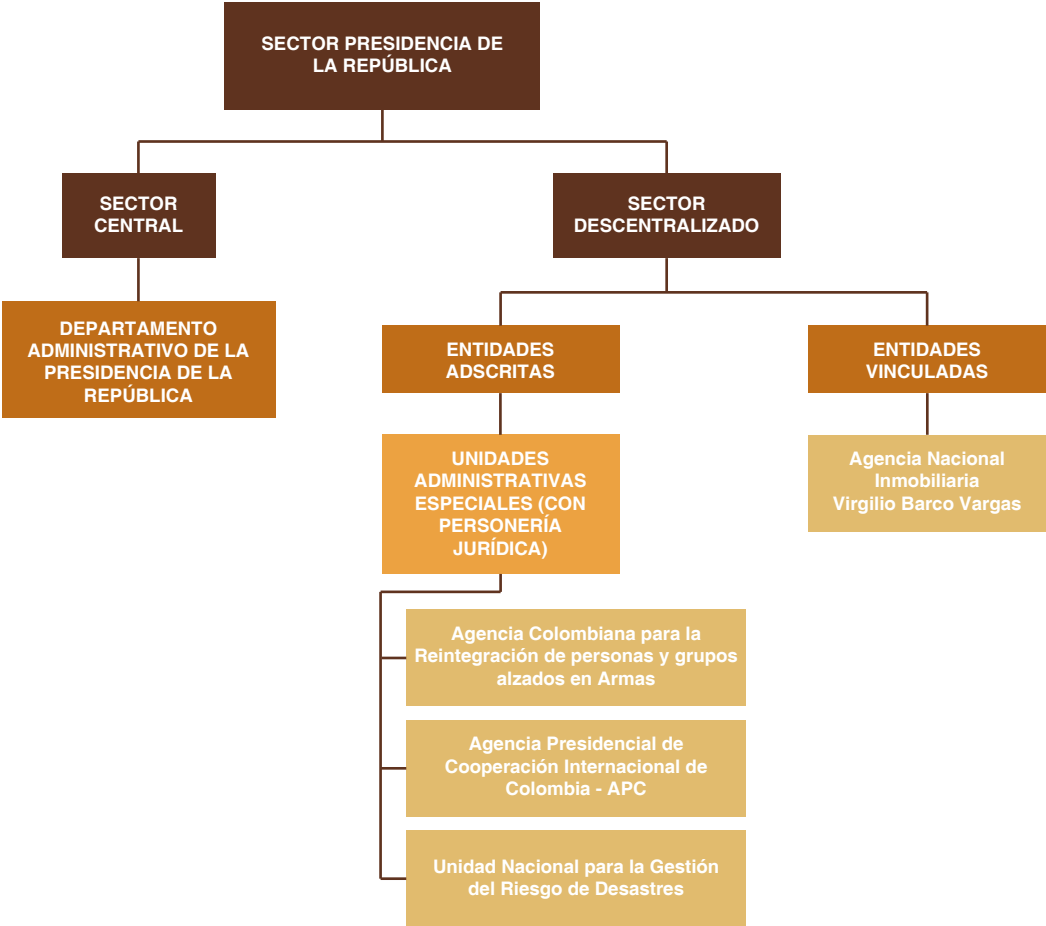 SECTOR PRESIDENCIA DE
LA REPÚBLICA
SECTOR
CENTRAL
SECTOR
DESCENTRALIZADO
DEPARTAMENTO
ADMINISTRATIVO DE LA
PRESIDENCIA DE LA
REPÚBLICA
ENTIDADES
ADSCRITAS
ENTIDADES
VINCULADAS
UNIDADES
ADMINISTRATIVAS
ESPECIALES (CON
PERSONERÍA
JURÍDICA)
Agencia Nacional
Inmobiliaria
Virgilio Barco Vargas
Agencia Colombiana para la
Reintegración de personas y grupos
alzados en Armas
Agencia Presidencial de
Cooperación Internacional de
Colombia - APC
Unidad Nacional para la Gestión
del Riesgo de Desastres